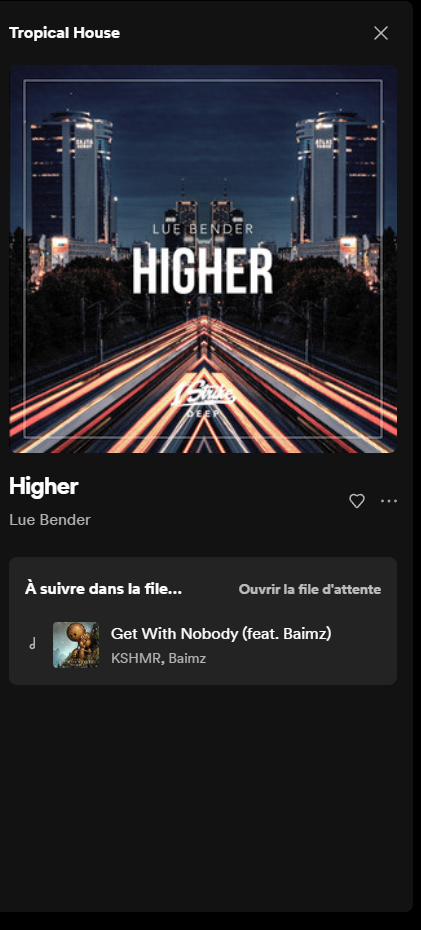 Tropical House
LUE BENDER
HIGHER
Strike
DEEP
Higher
Lue Bender
À suivre dans la file...
Ouvrir la file d'attente
Get With Nobody (feat. Baimz)
KSHMR, Baimz